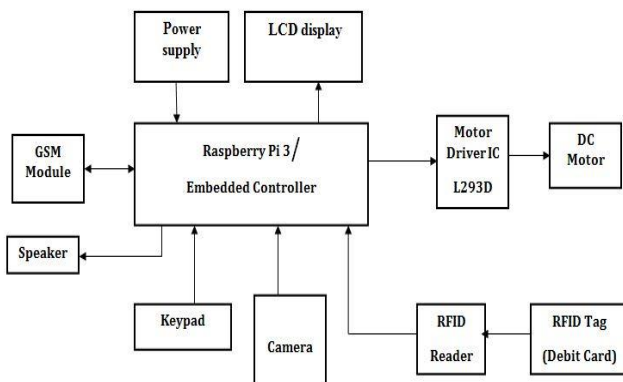 Power
supply
LCD display
GSM
Module
Raspberry Pi 3/
Embedded Controller
Motor
Driver IC
L293D
DC
Motor
Speaker
Keypad
Camera
RFID
Reader
RFID Tag
(Debit Card)